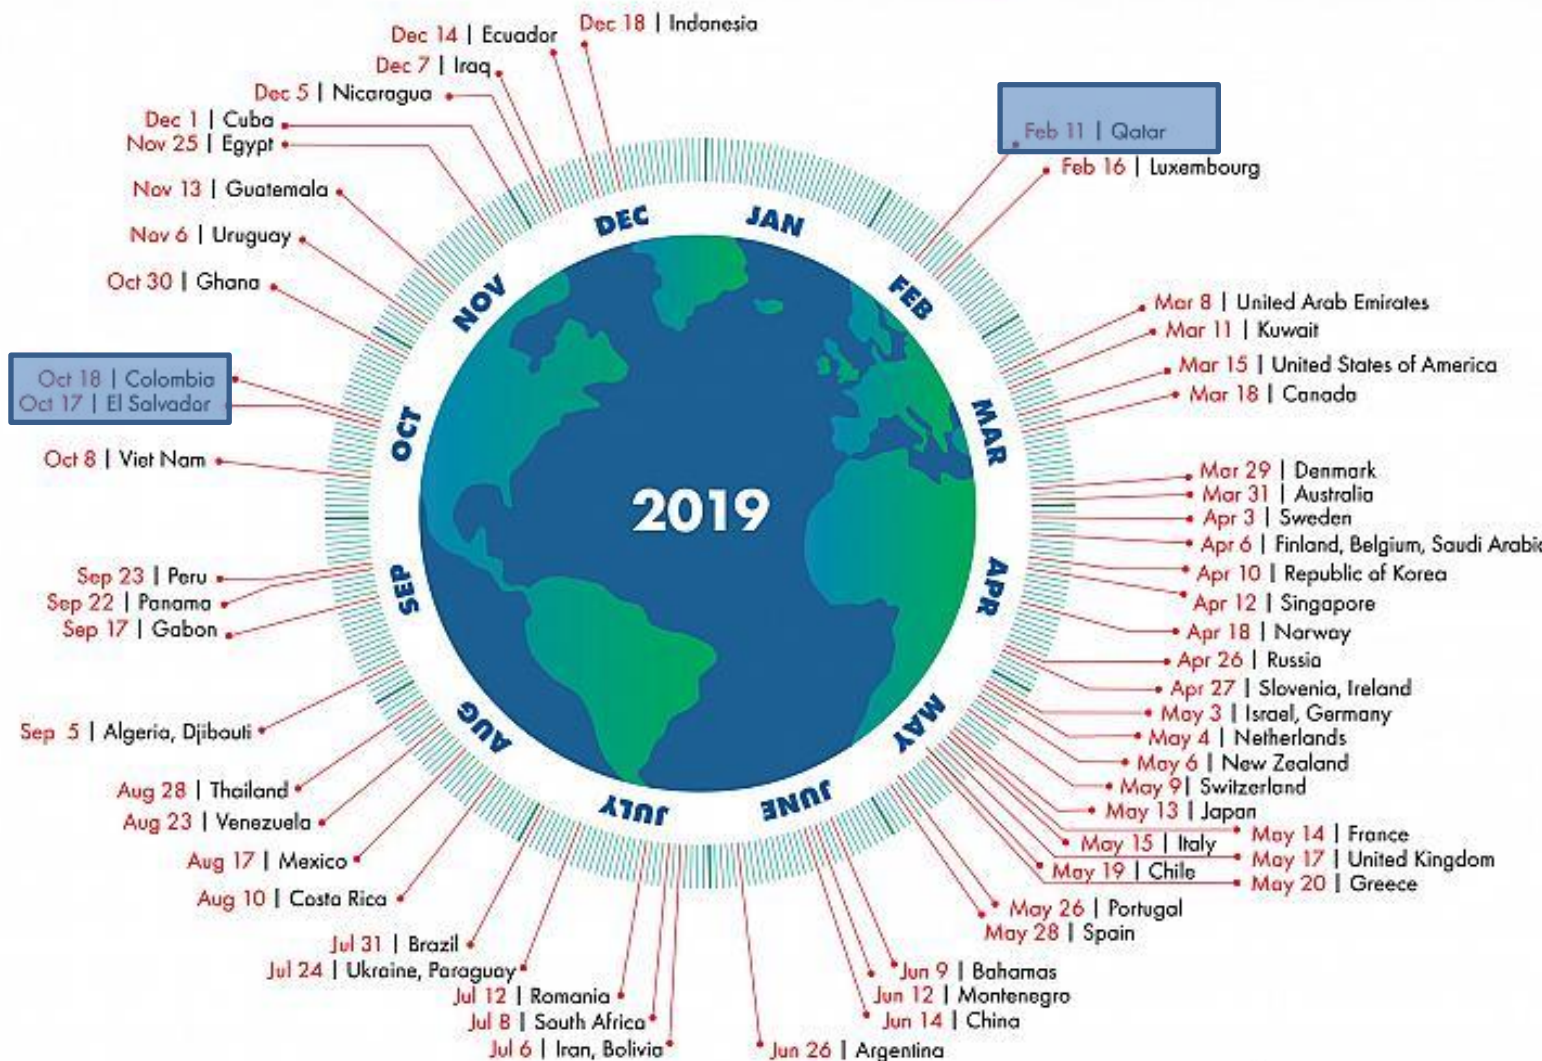 Dec 18 | Indonesia
Dec 14 | Ecuador
Dec 7 | Iraq
Dec 5 | Nicaragua
Dec 1 | Cuba
Nov 25 | Egypt
Nov 13 | Guatemala
Nov 6 | Uruguay
Oct 30 | Ghana
Oct 18 | Colombia
Oct 17 | El Salvador
Oct 8 | Viet Nam
Sep 23 | Peru
Sep 22 | Panama
Sep 17 | Gabon
Sep 5 | Algeria, Djibouti
Aug 28 | Thailand
Aug 23 | Venezuela
Aug 17 | Mexico
Aug 10 | Costa Rica
Jul 31 | Brazil
Jul 24 | Ukraine, Paraguay
Jul 12 | Romania
Jul 8 | South Africa
Jul 6 | Iran, Bolivia
Feb 11 | Qatar
Feb 16 | Luxembourg
Mar 8 | United Arab Emirates
Mar 11 | Kuwait
Mar 15 | United States of America
Mar 18 | Canada
Mar 29 | Denmark
Mar 31 | Australia
Apr 3 | Sweden
Apr 6 | Finland, Belgium, Saudi Arabia
Apr 10 | Republic of Korea
Apr 12 | Singapore
Apr 18 | Norway
Apr 26 | Russia
Apr 27 | Slovenia, Ireland
May 3 | Israel, Germany
May 4 | Netherlands
May 6 | New Zealand
May 9| Switzerland
May 13 | Japan
May 14 | France
May 15 | Italy
May 17 | United Kingdom
May 19 | Chile
May 20 | Greece
May 26 | Portugal
May 28 | Spain
Jun 9 | Bahamas
Jun 12 | Montenegro
Jun 14 | China
Jun 26 | Argentina
JAN
FEB
MAR
APR
MAY
JUNE
JULY
AUG
SEP
OCT
NOV
DEC
2019